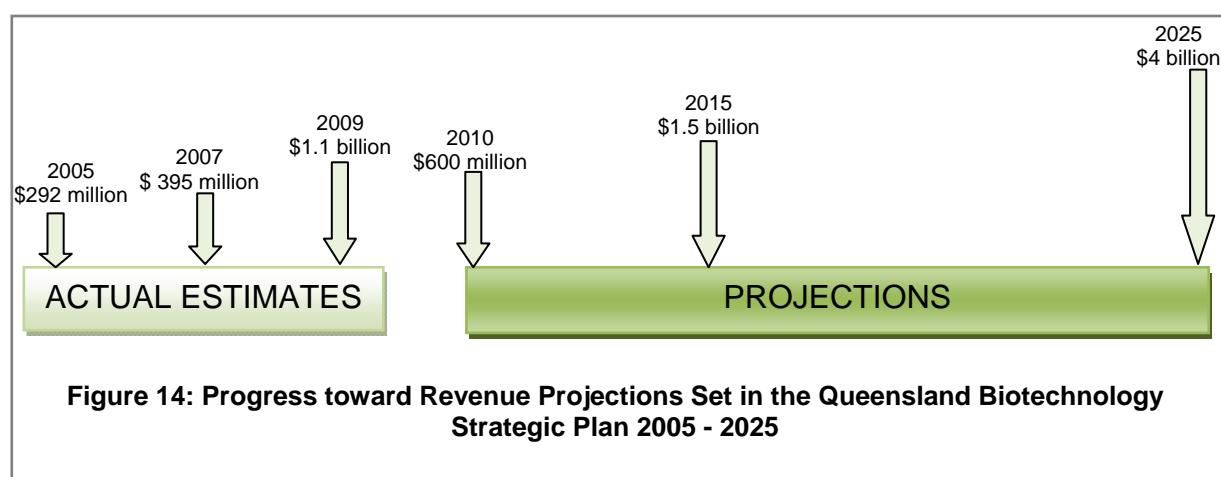 2005
$292 million
2007
$ 395 million
2009
$1.1 billion
2010
$600 million
2015
$1.5 billion
2025
$4 billion
ACTUAL ESTIMATES
PROJECTIONS
Figure 14: Progress toward Revenue Projections Set in the Queensland Biotechnology
Strategic Plan 2005 - 2025